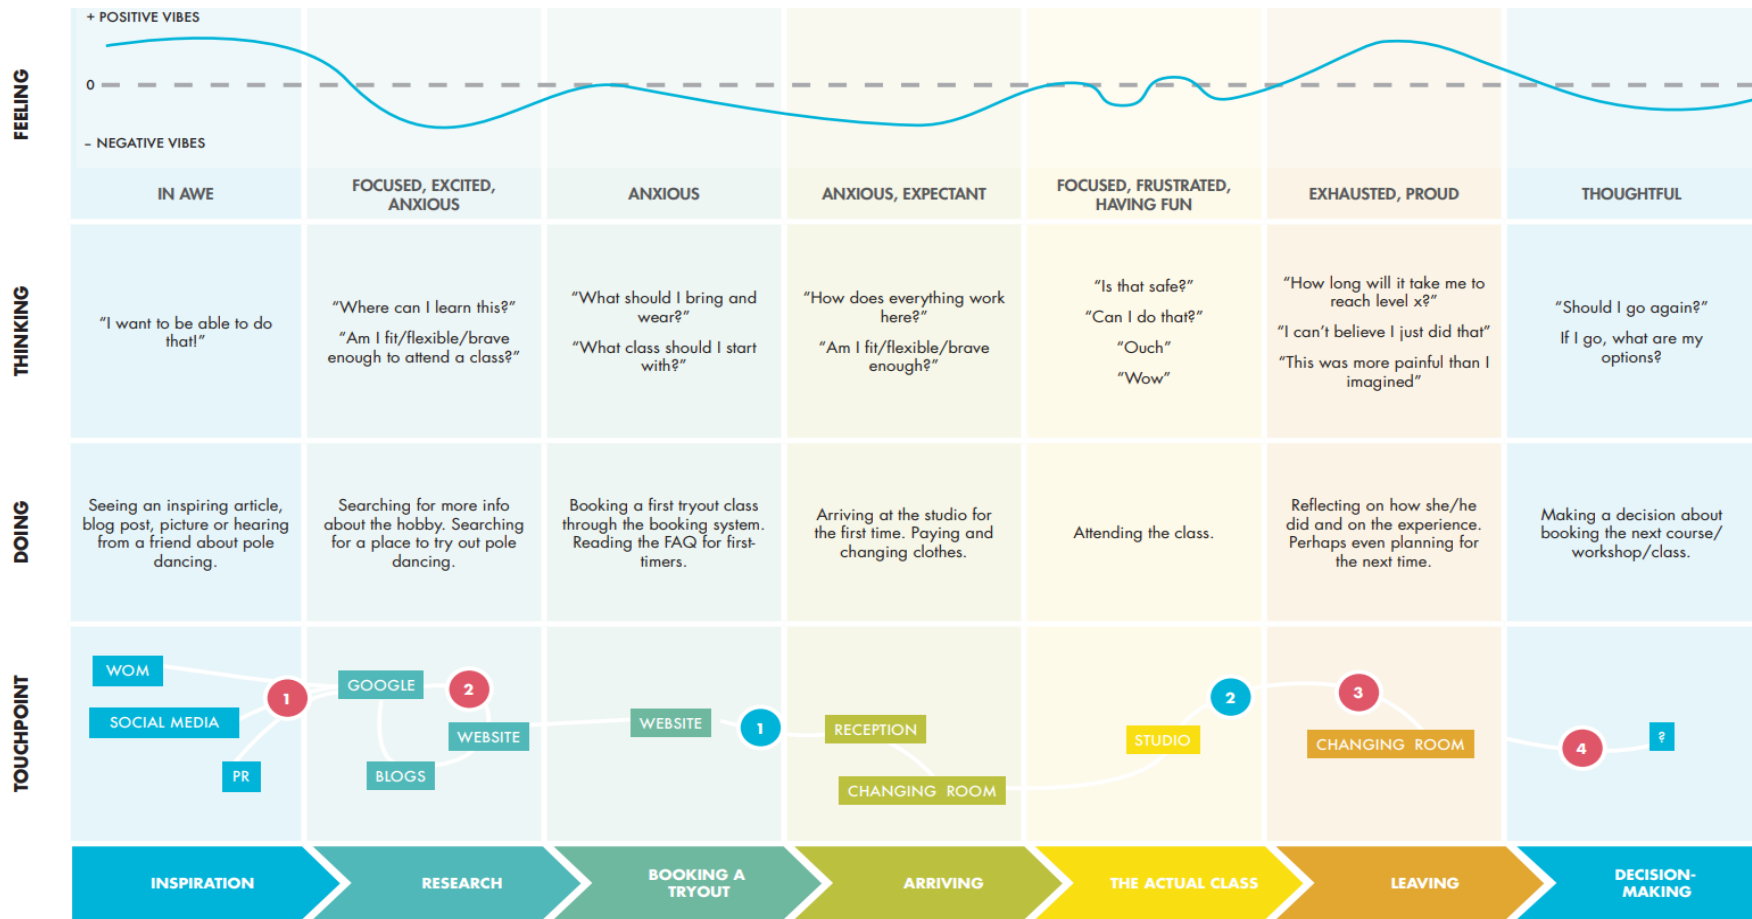 + POSITIVE VIBES
0
– NEGATIVE VIBES
FEELING
IN AWE
FOCUSED, EXCITED,
ANXIOUS
ANXIOUS
ANXIOUS, EXPECTANT
FOCUSED, FRUSTRATED,
HAVING FUN
EXHAUSTED, PROUD
THOUGHTFUL
THINKING
“I want to be able to do
that!”
“Where can I learn this?”
“Am I fit/flexible/brave
enough to attend a class?”
“What should I bring and
wear?”
“What class should I start
with?”
“How does everything work
here?”
“Am I fit/flexible/brave
enough?”
“Is that safe?”
“Can I do that?”
“Ouch”
“Wow”
“How long will it take me to
reach level x?”
“I can’t believe I just did that”
“This was more painful than I
imagined”
“Should I go again?”
If I go, what are my
options?
DOING
Seeing an inspiring article,
blog post, picture or hearing
from a friend about pole
dancing.
Searching for more info
about the hobby. Searching
for a place to try out pole
dancing.
Booking a first tryout class
through the booking system.
Reading the FAQ for first-
timers.
Arriving at the studio for
the first time. Paying and
changing clothes.
Attending the class.
Reflecting on how she/he
did and on the experience.
Perhaps even planning for
the next time.
Making a decision about
booking the next course/
workshop/class.
TOUCHPOINT
WOM
SOCIAL MEDIA
PR
1
GOOGLE
2
WEBSITE
BLOGS
WEBSITE
1
RECEPTION
CHANGING ROOM
STUDIO
2
3
CHANGING ROOM
4
?
INSPIRATION
RESEARCH
BOOKING A
TRYOUT
ARRIVING
THE ACTUAL CLASS
LEAVING
DECISION-
MAKING